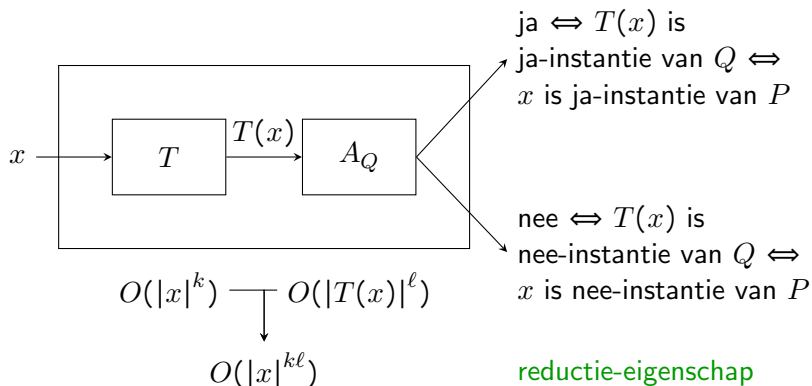 ja ⇔ T(x) is
ja-instantie van Q ⇔
x is ja-instantie van P
x
T
T(x)
A_Q
nee ⇔ T(x) is
nee-instantie van Q ⇔
x is nee-instantie van P
O(|x|^k)
O(|T(x)|^ℓ)
O(|x|^{kℓ})
reductie-eigenschap